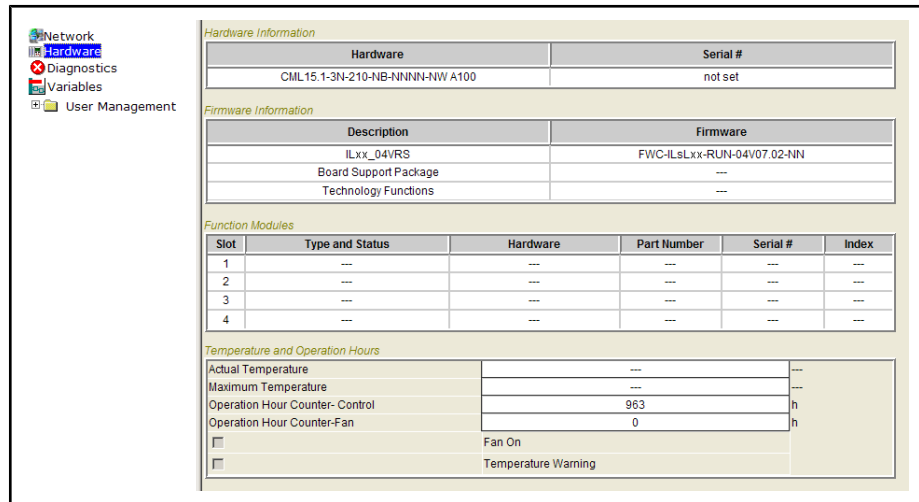 Network
Hardware
Diagnostics
Variables
User Management
Hardware Information
Hardware Serial #
CML15.1-3N-210-NB-NNNN-NW A100 not set
Firmware Information
Description Firmware
ILxx_04VRS FWC-ILsLxx-RUN-04V07.02-NN
Board Support Package ---
Technology Functions ---
Function Modules
Slot Type and Status Hardware Part Number Serial # Index
1 --- --- --- --- ---
2 --- --- --- --- ---
3 --- --- --- --- ---
4 --- --- --- --- ---
Temperature and Operation Hours
Actual Temperature --- ---
Maximum Temperature --- ---
Operation Hour Counter- Control 963 h
Operation Hour Counter-Fan 0 h
Fan On
Temperature Warning